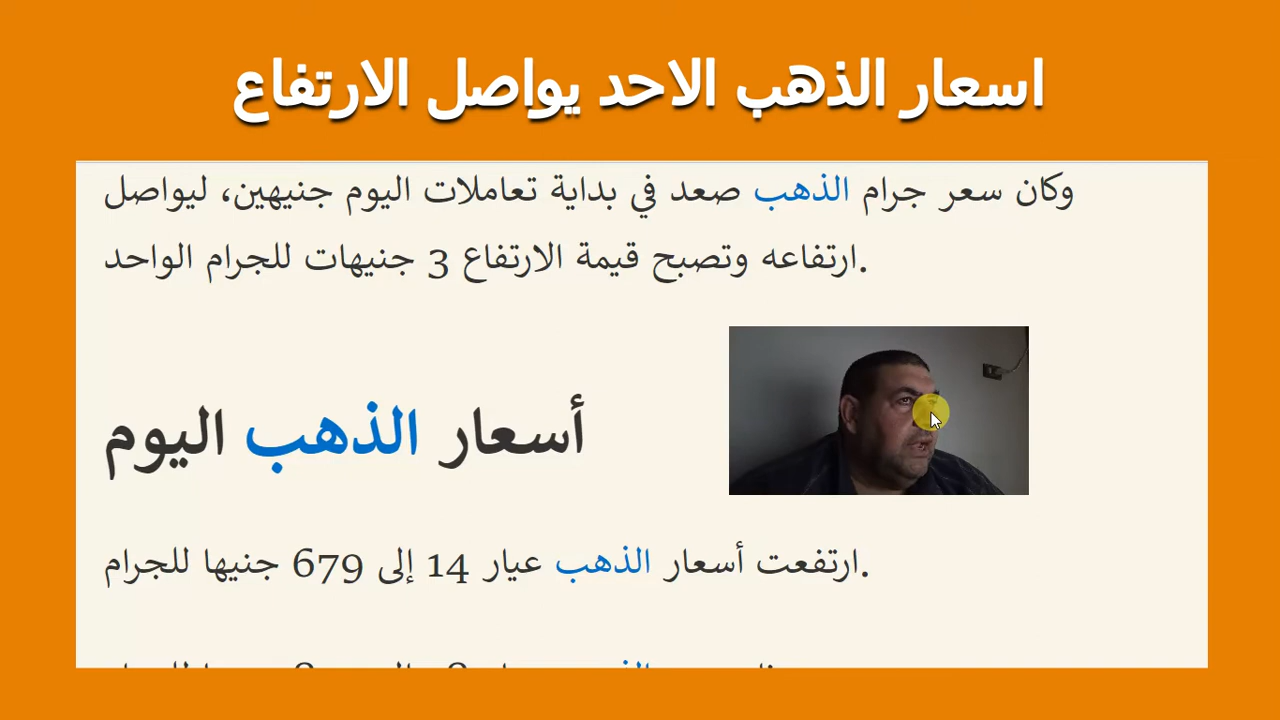 اسعار الذهب الاحد يواصل الارتفاع
وكان سعر جرام الذهب صعد في بداية تعاملات اليوم جنيهين، ليواصل
ارتفاعه وتصبح قيمة الارتفاع 3 جنيهات للجرام الواحد.
أسعار الذهب اليوم
ارتفعت أسعار الذهب عيار 14 إلى 679 جنيها للجرام.